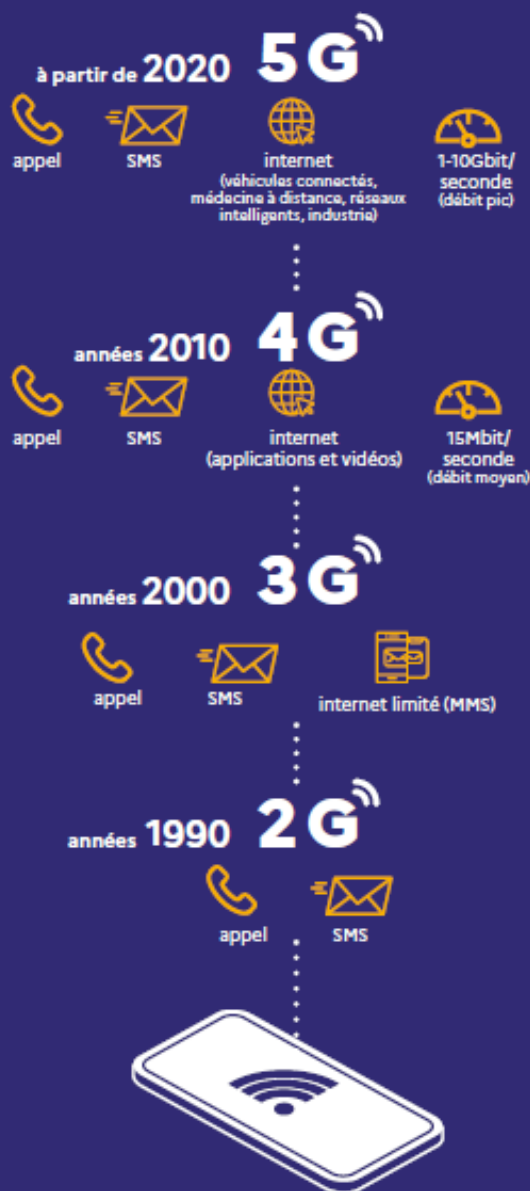 à partir de 2020 5G
appel
SMS
internet
(véhicules connectés,
médecine à distance, réseaux
intelligents, industrie)
1-10Gbit/
seconde
(débit pic)
années 2010 4G
appel
SMS
internet
(applications et vidéos)
15Mbit/
seconde
(débit moyen)
années 2000 3G
appel
SMS
internet limité (MMS)
années 1990 2G
appel
SMS